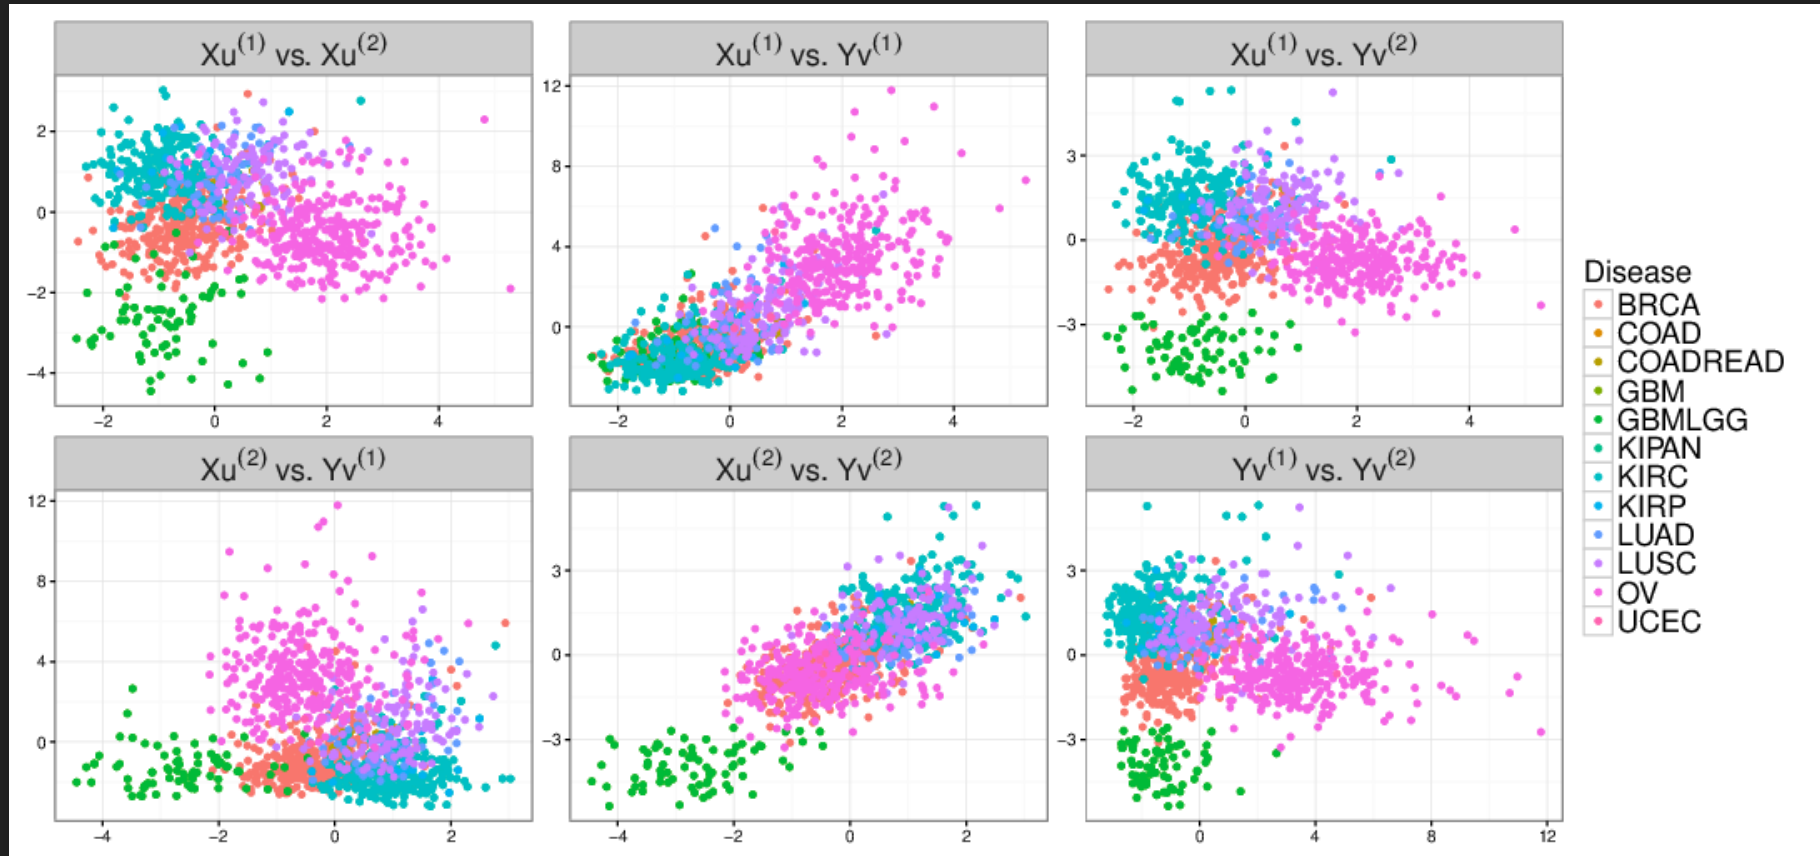 Xu(1) vs. Xu(2)
Xu(1) vs. Yv(1)
Xu(1) vs. Yv(2)
2
0
−2
−4
−2 0 2 4
12
8
4
0
−2 0 2 4
3
0
−3
−2 0 2 4
Xu(2) vs. Yv(1)
Xu(2) vs. Yv(2)
Yv(1) vs. Yv(2)
12
8
4
0
−4 −2 0 2
3
0
−3
−4 −2 0 2
3
0
−3
0 4 8 12
Disease
BRCA
COAD
COADREAD
GBM
GBMLGG
KIPAN
KIRC
KIRP
LUAD
LUSC
OV
UCEC